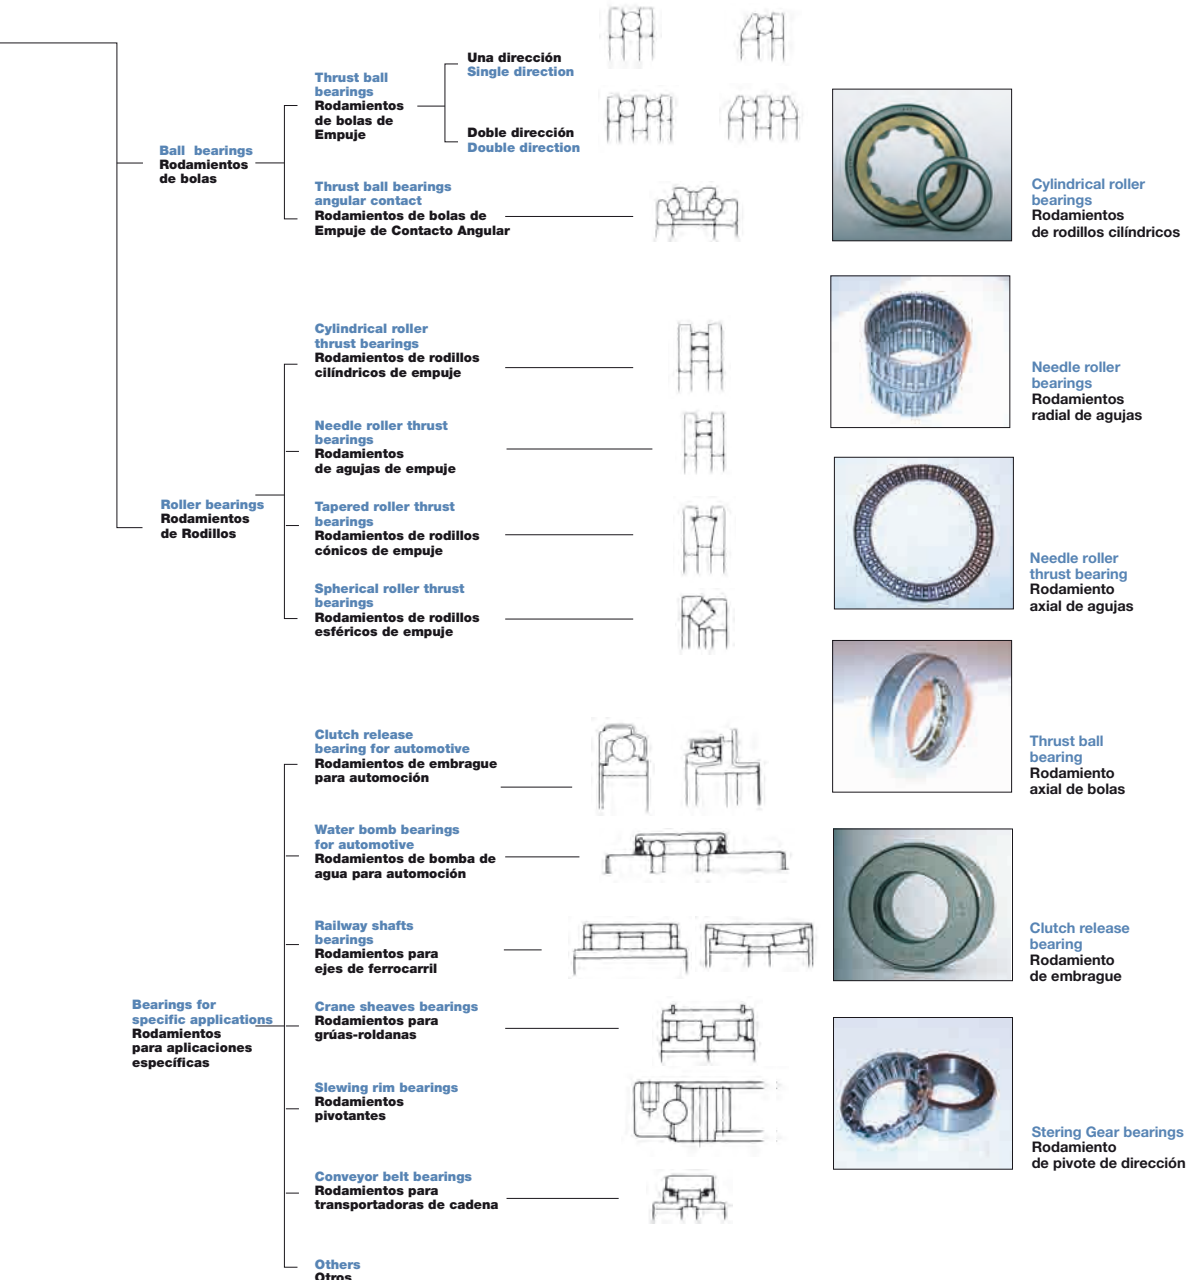 Una dirección
Single direction
Thrust ball
bearings
Rodamientos
de bolas de
Empuje
Doble dirección
Double direction
Ball bearings
Rodamientos
de bolas
Thrust ball bearings
angular contact
Rodamientos de bolas de
Empuje de Contacto Angular
Cylindrical roller
thrust bearings
Rodamientos de rodillos
cilíndricos de empuje
Needle roller thrust
bearings
Rodamientos
de agujas de empuje
Roller bearings
Rodamientos
de Rodillos
Tapered roller thrust
bearings
Rodamientos de rodillos
cónicos de empuje
Spherical roller thrust
bearings
Rodamientos de rodillos
esféricos de empuje
Clutch release
bearing for automotive
Rodamientos de embrague
para automoción
Water bomb bearings
for automotive
Rodamientos de bomba de
agua para automoción
Railway shafts
bearings
Rodamientos para
ejes de ferrocarril
Bearings for
specific applications
Rodamientos
para aplicaciones
específicas
Crane sheaves bearings
Rodamientos para
grúas-roldanas
Slewing rim bearings
Rodamientos
pivotantes
Conveyor belt bearings
Rodamientos para
transportadoras de cadena
Others
Otros
Cylindrical roller
bearings
Rodamientos
de rodillos cilíndricos
Needle roller
bearings
Rodamientos
radial de agujas
Needle roller
thrust bearing
Rodamiento
axial de agujas
Thrust ball
bearing
Rodamiento
axial de bolas
Clutch release
bearing
Rodamiento
de embrague
Stering Gear bearings
Rodamiento
de pivote de dirección